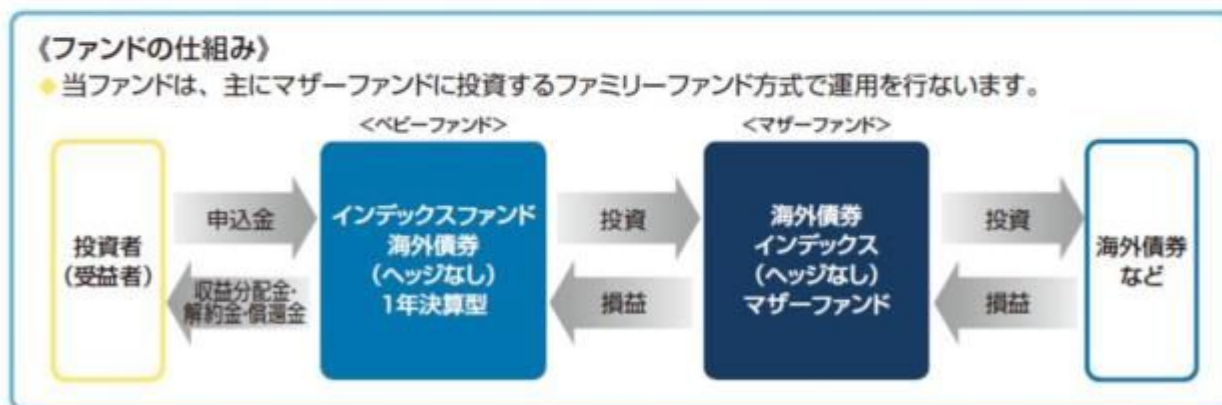 《ファンドの仕組み》
◆当ファンドは、主にマザーファンドに投資するファミリーファンド方式で運用を行ないます。
<ベビーファンド>
<マザーファンド>
投資者
(受益者)
申込金
収益分配金・
解約金・償還金
インデックスファンド
海外債券
(ヘッジなし)
1年決算型
投資
損益
海外債券
インデックス
(ヘッジなし)
マザーファンド
投資
損益
海外債券
など